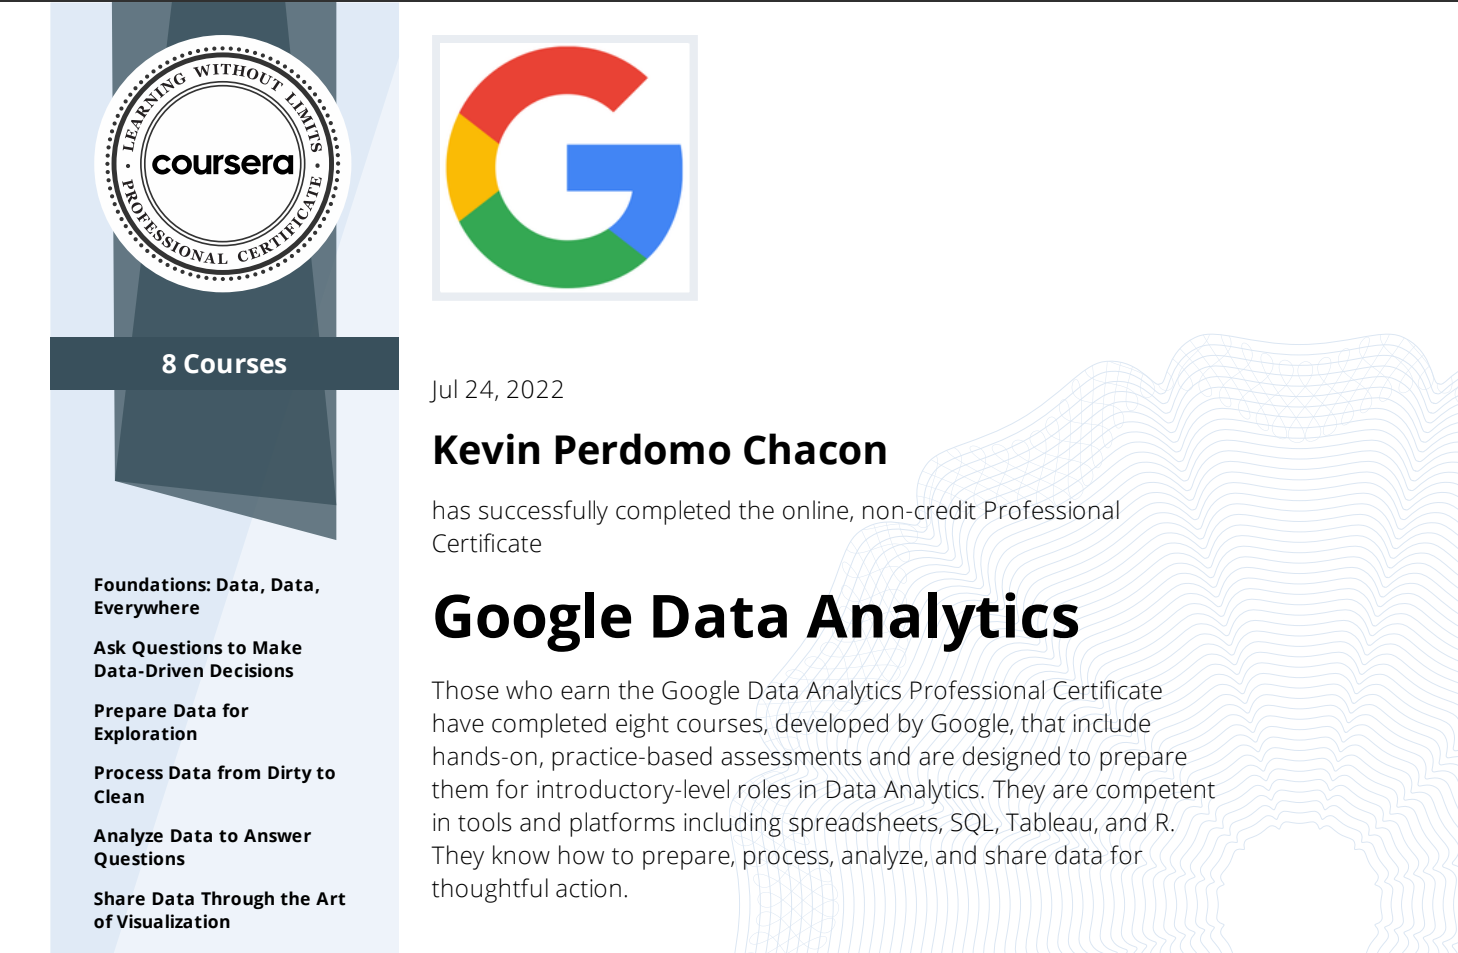 LEARNING WITHOUT LIMITS
coursera
PROFESSIONAL CERTIFICATE
8 Courses
Foundations: Data, Data,
Everywhere
Ask Questions to Make
Data-Driven Decisions
Prepare Data for
Exploration
Process Data from Dirty to
Clean
Analyze Data to Answer
Questions
Share Data Through the Art
of Visualization
Jul 24, 2022
Kevin Perdomo Chacon
has successfully completed the online, non-credit Professional
Certificate
Google Data Analytics
Those who earn the Google Data Analytics Professional Certificate
have completed eight courses, developed by Google, that include
hands-on, practice-based assessments and are designed to prepare
them for introductory-level roles in Data Analytics. They are competent
in tools and platforms including spreadsheets, SQL, Tableau, and R.
They know how to prepare, process, analyze, and share data for
thoughtful action.